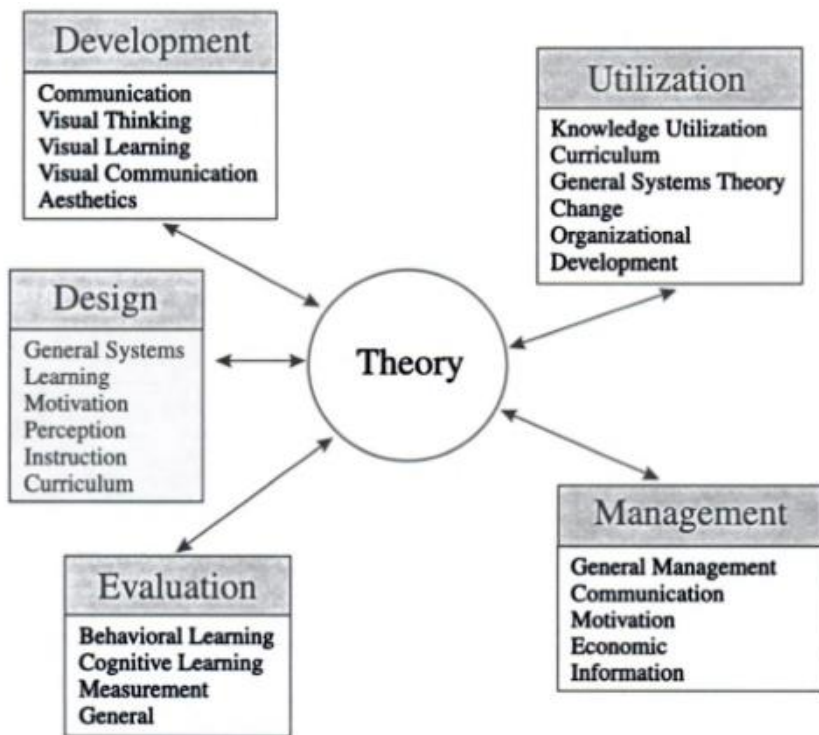 Development
Communication
Visual Thinking
Visual Learning
Visual Communication
Aesthetics
Utilization
Knowledge Utilization
Curriculum
General Systems Theory
Change
Organizational
Development
Design
General Systems
Learning
Motivation
Perception
Instruction
Curriculum
Theory
Evaluation
Behavioral Learning
Cognitive Learning
Measurement
General
Management
General Management
Communication
Motivation
Economic
Information